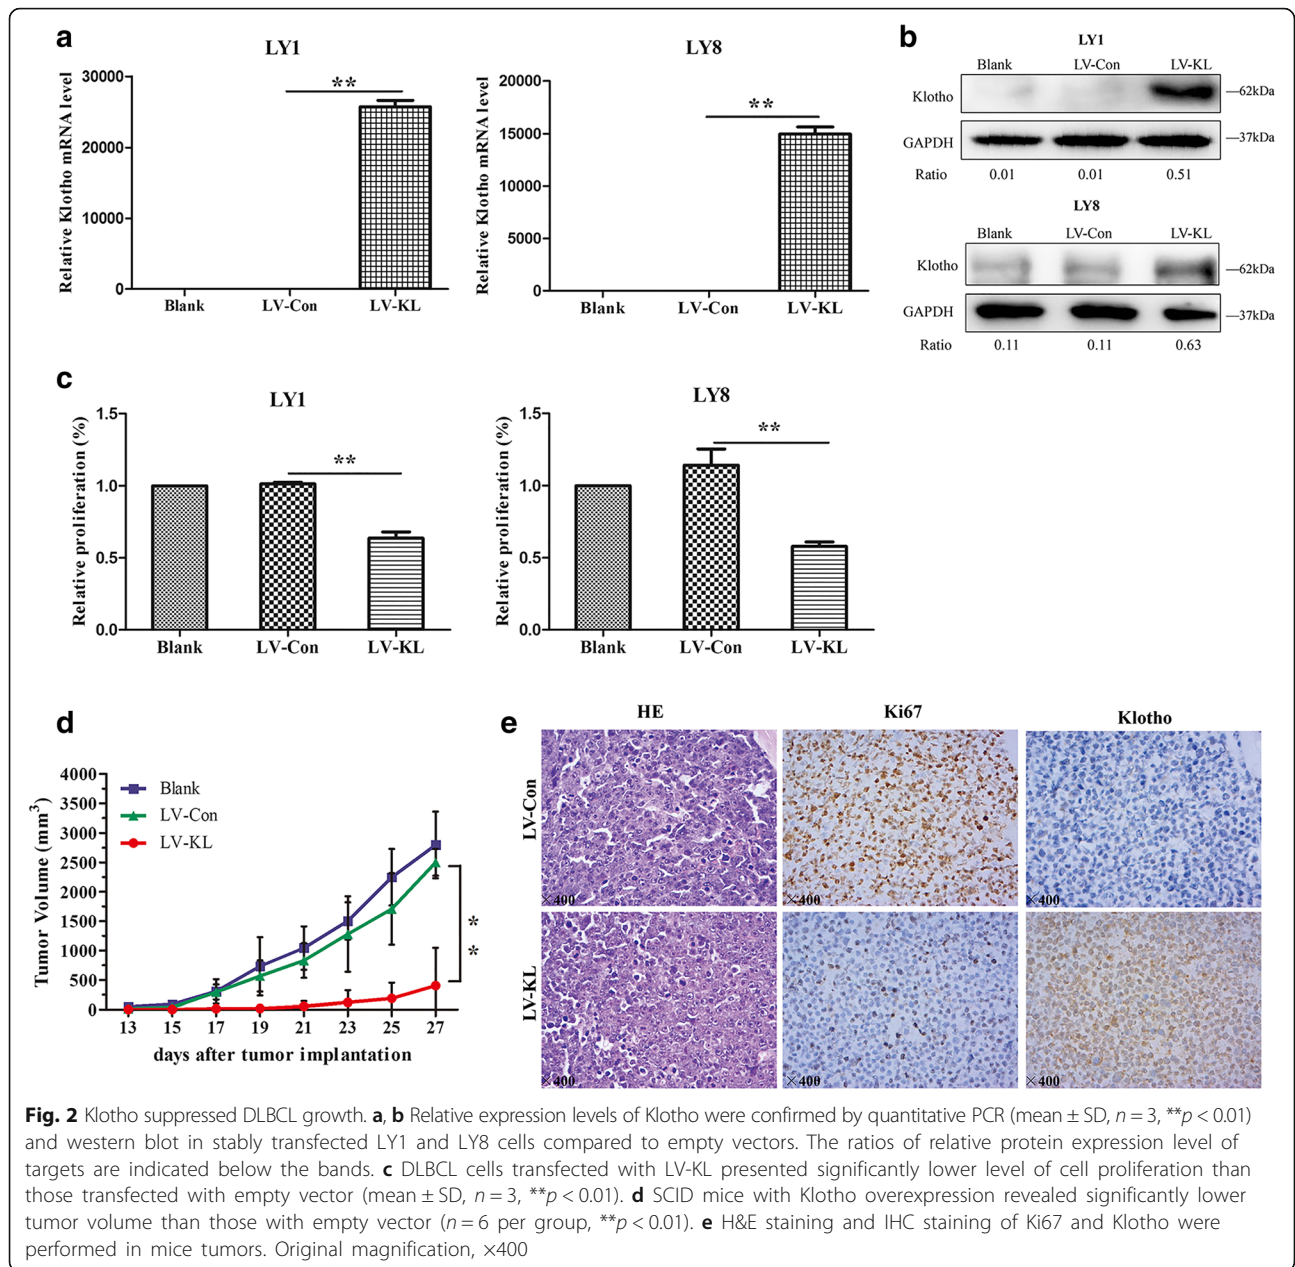 a
LY1
Relative Klotho mRNA level
30000
20000
10000
0
**
Blank LV-Con LV-KL
LY8
Relative Klotho mRNA level
20000
15000
10000
5000
0
**
Blank LV-Con LV-KL
b
LY1
Blank LV-Con LV-KL
Klotho —62kDa
GAPDH —37kDa
Ratio 0.01 0.01 0.51
LY8
Blank LV-Con LV-KL
Klotho —62kDa
GAPDH —37kDa
Ratio 0.11 0.11 0.63
c
LY1
Relative proliferation (%)
1.5
1.0
0.5
0.0
**
Blank LV-Con LV-KL
LY8
Relative proliferation (%)
1.5
1.0
0.5
0.0
**
Blank LV-Con LV-KL
d
Tumor Volume (mm³)
4000
3500
3000
2500
2000
1500
1000
500
0
Blank
LV-Con
LV-KL
**
13 15 17 19 21 23 25 27
days after tumor implantation
e
HE Ki67 Klotho
LV-Con
×400 ×400 ×400
LV-KL
×400 ×400 ×400
Fig. 2 Klotho suppressed DLBCL growth. a, b Relative expression levels of Klotho were confirmed by quantitative PCR (mean ± SD, n = 3, **p < 0.01)
and western blot in stably transfected LY1 and LY8 cells compared to empty vectors. The ratios of relative protein expression level of
targets are indicated below the bands. c DLBCL cells transfected with LV-KL presented significantly lower level of cell proliferation than
those transfected with empty vector (mean ± SD, n = 3, **p < 0.01). d SCID mice with Klotho overexpression revealed significantly lower
tumor volume than those with empty vector (n = 6 per group, **p < 0.01). e H&E staining and IHC staining of Ki67 and Klotho were
performed in mice tumors. Original magnification, ×400